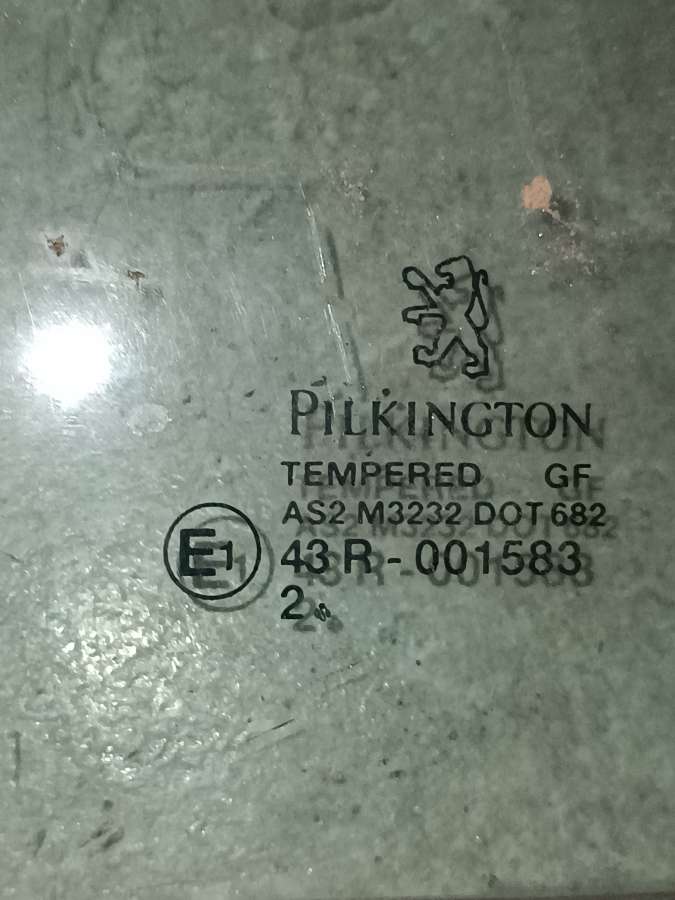 PILKINGTON
TEMPERED GF
AS2 M3232 DOT 682
E1 43 R-001583
2